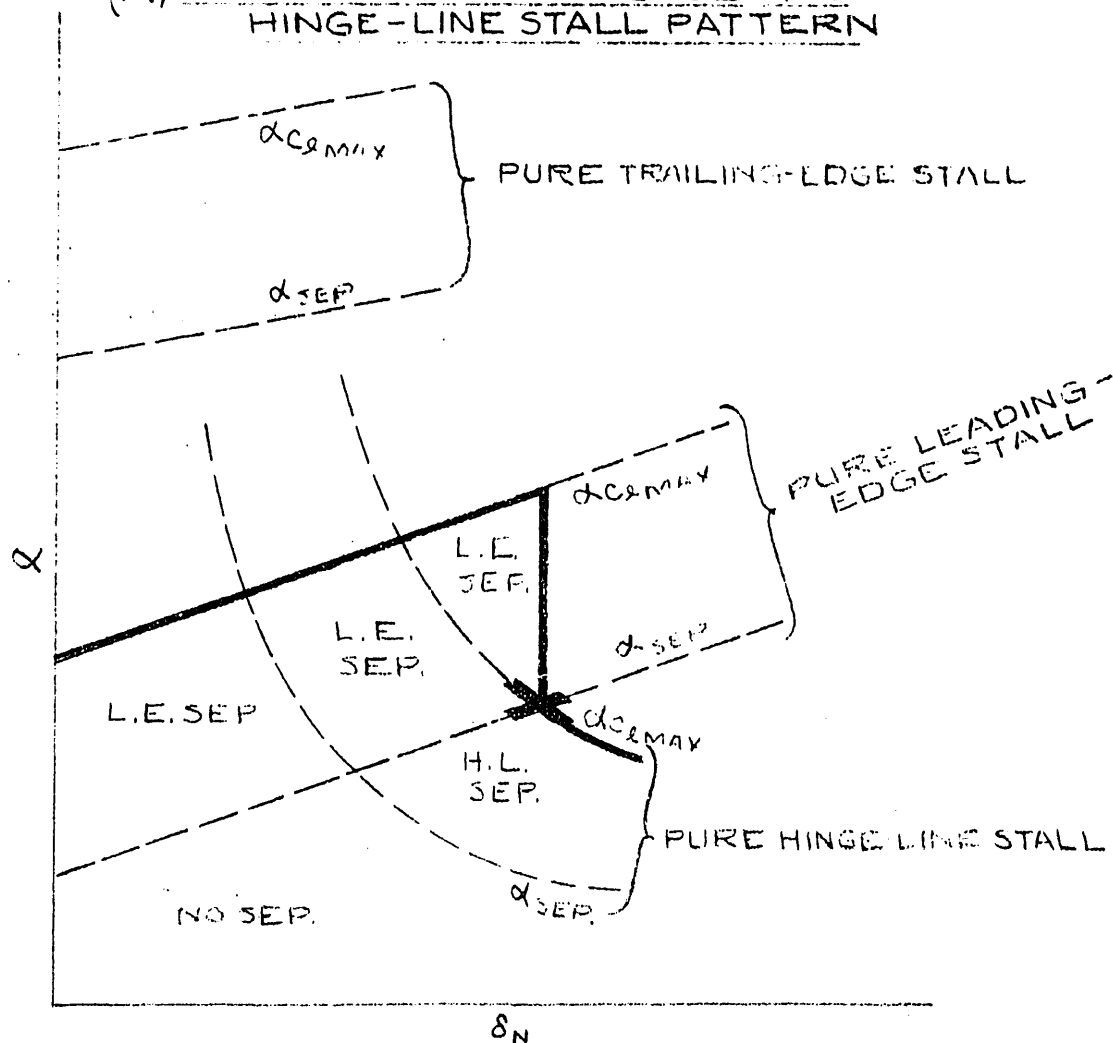 HINGE-LINE STALL PATTERN
αCℓMAX
PURE TRAILING-EDGE STALL
αSEP
PURE LEADING-
EDGE STALL
αCℓMAX
L.E.
SEP.
α
L.E.
SEP.
αSEP
L.E. SEP
αCℓMAX
H.L.
SEP.
PURE HINGE LINE STALL
αSEP.
NO SEP.
δN